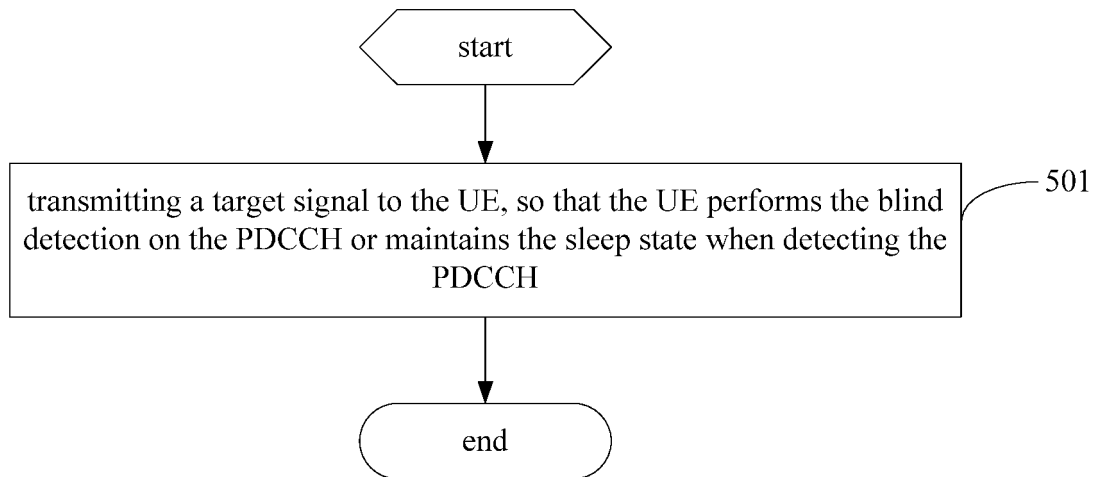 start
transmitting a target signal to the UE, so that the UE performs the blind
detection on the PDCCH or maintains the sleep state when detecting the
PDCCH
501
end